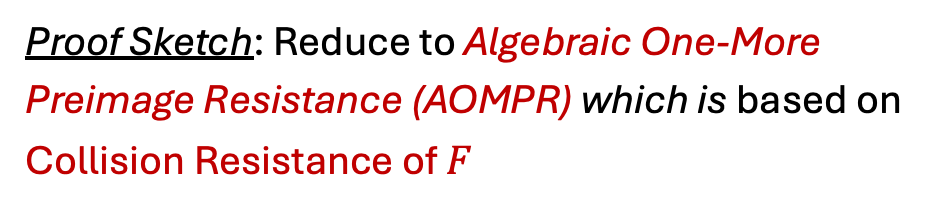 Proof Sketch: Reduce to Algebraic One-More
Preimage Resistance (AOMPR) which is based on
Collision Resistance of F